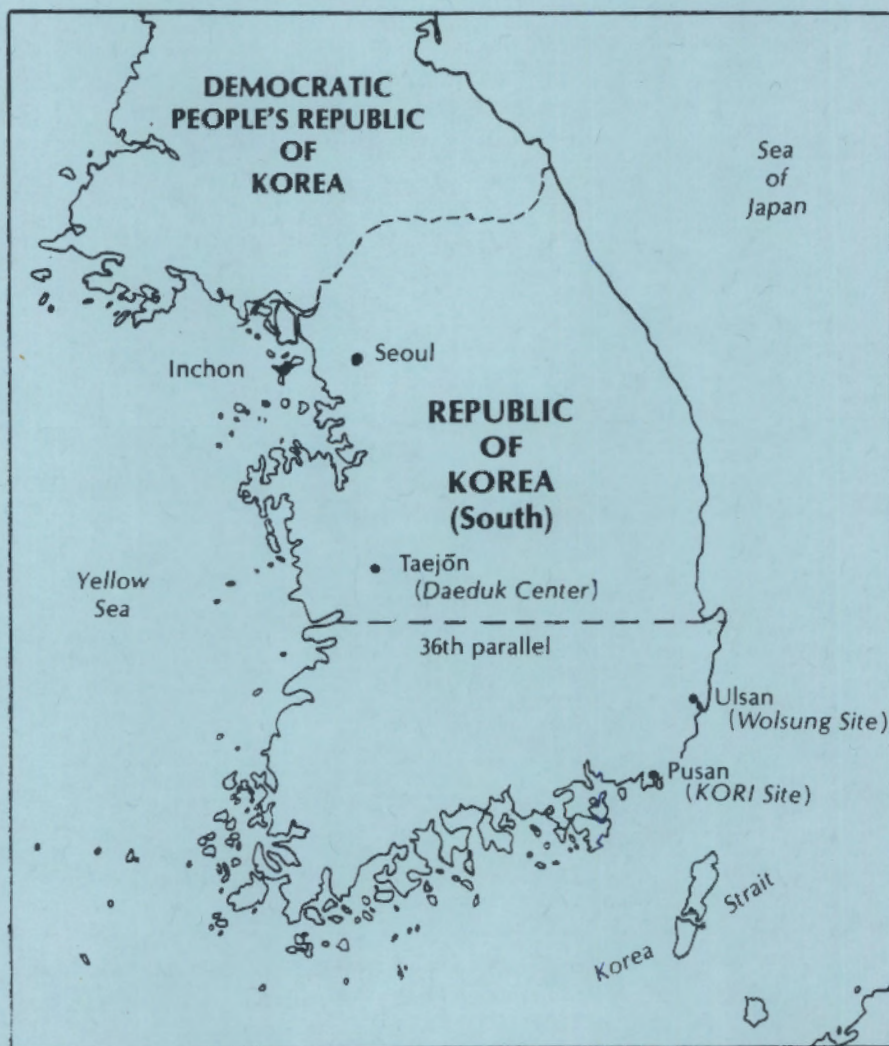 DEMOCRATIC
PEOPLE'S REPUBLIC
OF
KOREA
Sea
of
Japan
Inchon
Seoul
REPUBLIC
OF
KOREA
(South)
Yellow
Sea
Taejŏn
(Daeduk Center)
36th parallel
Ulsan
(Wolsung Site)
Pusan
(KORI Site)
Korea Strait